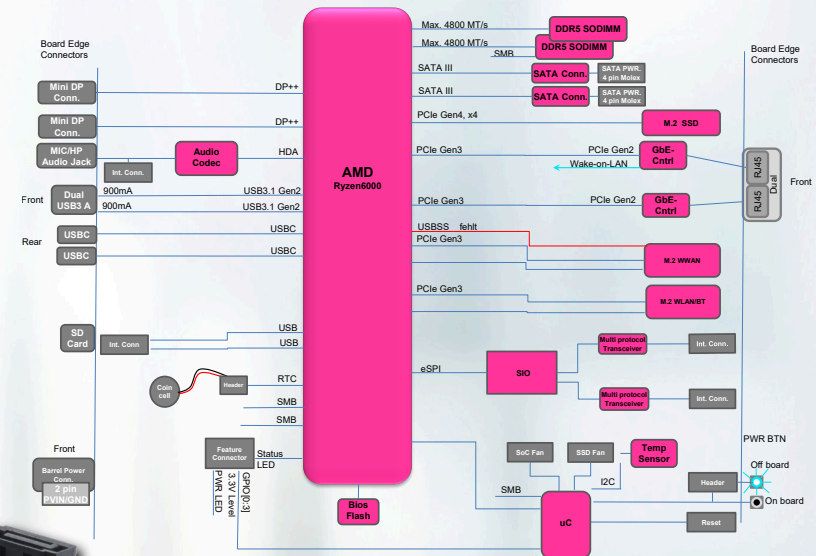 Board Edge
Connectors
Mini DP
Conn.
DP++
Mini DP
Conn.
DP++
MIC/HP
Audio Jack
Int. Conn.
Audio
Codec
HDA
Front
Dual
USB3 A
900mA
USB3.1 Gen2
900mA
USB3.1 Gen2
Rear
USBC
USBC
USBC
USBC
SD
Card
Int. Conn
USB
USB
Coin
cell
Header
RTC
SMB
SMB
Front
Barrel Power
Conn.
2 pin
PVIN/GND
Feature
Connector
Status
LED
GPIO[0:3]
3.3V Level
PWR LED
AMD
Ryzen6000
Bios
Flash
Max. 4800 MT/s
DDR5 SODIMM
Max. 4800 MT/s
DDR5 SODIMM
SMB
SATA III
SATA Conn.
SATA PWR.
4 pin Molex
SATA III
SATA Conn.
SATA PWR.
4 pin Molex
PCIe Gen4, x4
M.2 SSD
PCIe Gen3
PCIe Gen2
GbE-
Cntrl
Wake-on-LAN
PCIe Gen3
PCIe Gen2
GbE-
Cntrl
Board Edge
Connectors
RJ45
RJ45
Dual
Front
USBSS fehlt
PCIe Gen3
M.2 WWAN
PCIe Gen3
M.2 WLAN/BT
eSPI
SIO
Multi protocol
Transceiver
Int. Conn.
Multi protocol
Transceiver
Int. Conn.
SoC Fan
SSD Fan
Temp
Sensor
I2C
SMB
uC
PWR BTN
Off board
Header
On board
Reset